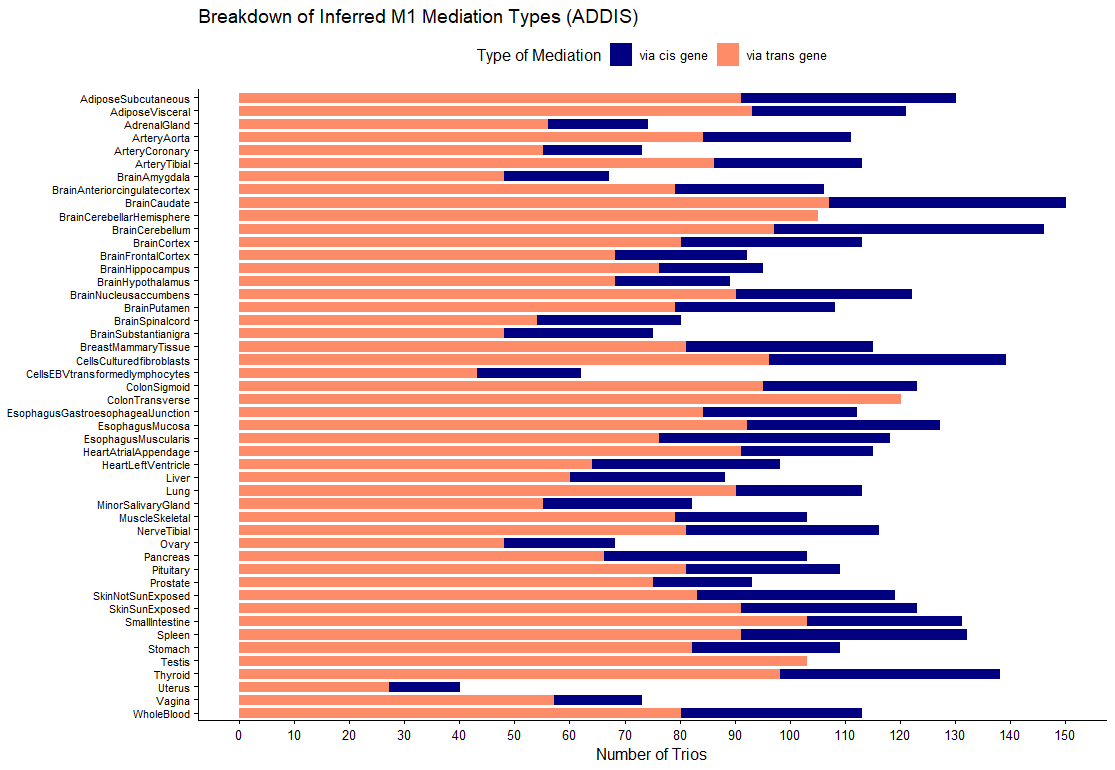 Breakdown of Inferred M1 Mediation Types (ADDIS)
Type of Mediation via cis gene via trans gene
AdiposeSubcutaneous
AdiposeVisceral
AdrenalGland
ArteryAorta
ArteryCoronary
ArteryTibial
BrainAmygdala
BrainAnteriorcingulatecortex
BrainCaudate
BrainCerebellarHemisphere
BrainCerebellum
BrainCortex
BrainFrontalCortex
BrainHippocampus
BrainHypothalamus
BrainNucleusaccumbens
BrainPutamen
BrainSpinalcord
BrainSubstantianigra
BreastMammaryTissue
CellsCulturedfibroblasts
CellsEBVtransformedlymphocytes
ColonSigmoid
ColonTransverse
EsophagusGastroesophagealJunction
EsophagusMucosa
EsophagusMuscularis
HeartAtrialAppendage
HeartLeftVentricle
Liver
Lung
MinorSalivaryGland
MuscleSkeletal
NerveTibial
Ovary
Pancreas
Pituitary
Prostate
SkinNotSunExposed
SkinSunExposed
SmallIntestine
Spleen
Stomach
Testis
Thyroid
Uterus
Vagina
WholeBlood
0 10 20 30 40 50 60 70 80 90 100 110 120 130 140 150
Number of Trios